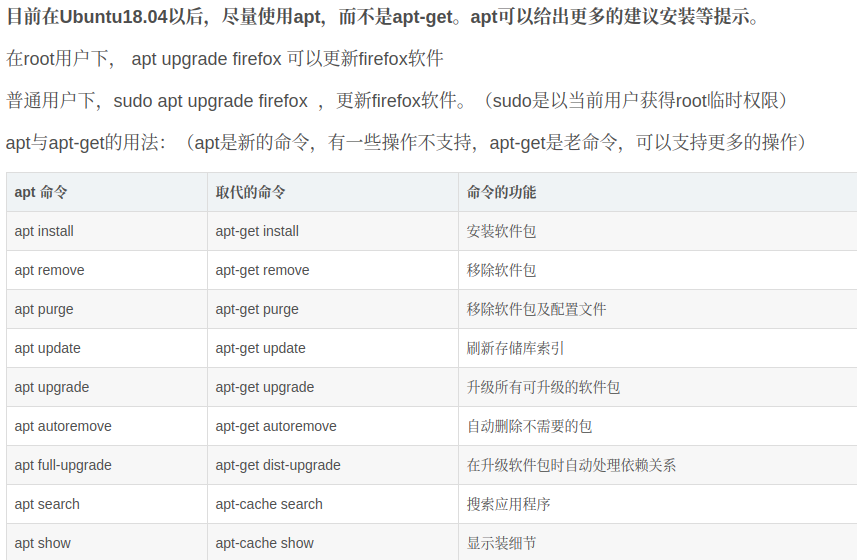 目前在Ubuntu18.04以后，尽量使用apt，而不是apt-get。apt可以给出更多的建议安装等提示。
在root用户下， apt upgrade firefox 可以更新firefox软件
普通用户下，sudo apt upgrade firefox ，更新firefox软件。（sudo是以当前用户获得root临时权限）
apt与apt-get的用法：（apt是新的命令，有一些操作不支持，apt-get是老命令，可以支持更多的操作）
apt 命令 取代的命令 命令的功能
apt install apt-get install 安装软件包
apt remove apt-get remove 移除软件包
apt purge apt-get purge 移除软件包及配置文件
apt update apt-get update 刷新存储库索引
apt upgrade apt-get upgrade 升级所有可升级的软件包
apt autoremove apt-get autoremove 自动删除不需要的包
apt full-upgrade apt-get dist-upgrade 在升级软件包时自动处理依赖关系
apt search apt-cache search 搜索应用程序
apt show apt-cache show 显示装细节